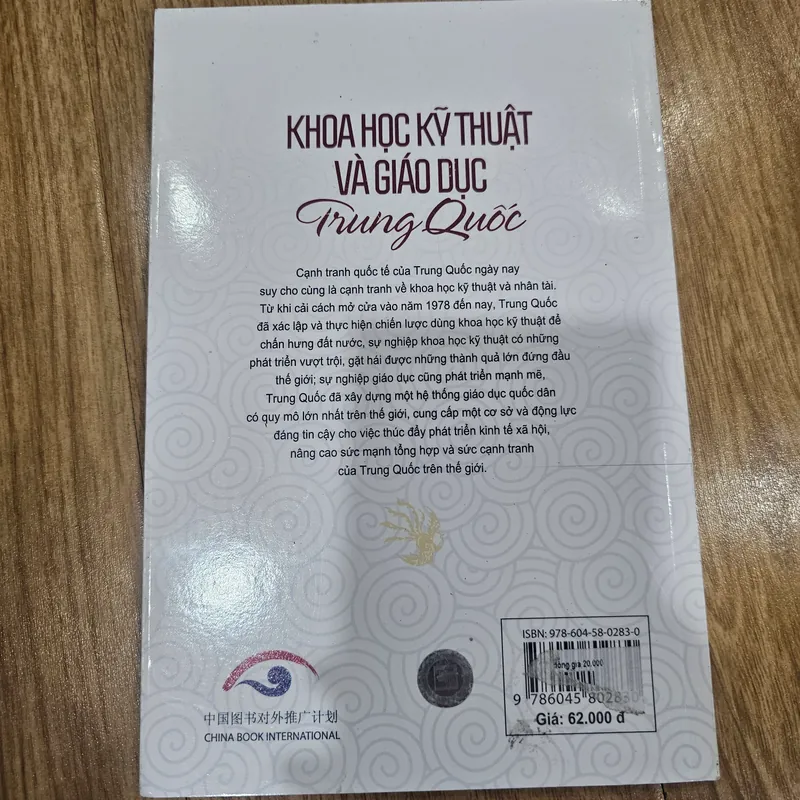 KHOA HỌC KỸ THUẬT
VÀ GIÁO DỤC
Trung Quốc
Cạnh tranh quốc tế của Trung Quốc ngày nay
suy cho cùng là cạnh tranh về khoa học kỹ thuật và nhân tài.
Từ khi cải cách mở cửa vào năm 1978 đến nay, Trung Quốc
đã xác lập và thực hiện chiến lược dùng khoa học kỹ thuật để
chấn hưng đất nước, sự nghiệp khoa học kỹ thuật có những
phát triển vượt trội, gặt hái được những thành quả lớn đứng đầu
thế giới; sự nghiệp giáo dục cũng phát triển mạnh mẽ,
Trung Quốc đã xây dựng một hệ thống giáo dục quốc dân
có quy mô lớn nhất trên thế giới, cung cấp một cơ sở và động lực
đáng tin cậy cho việc thúc đẩy phát triển kinh tế xã hội,
nâng cao sức mạnh tổng hợp và sức cạnh tranh
của Trung Quốc trên thế giới.
ISBN: 978-604-58-0283-0
đồng giá 20.000
9 786045 802830
Giá: 62.000 đ
中国图书对外推广计划
CHINA BOOK INTERNATIONAL